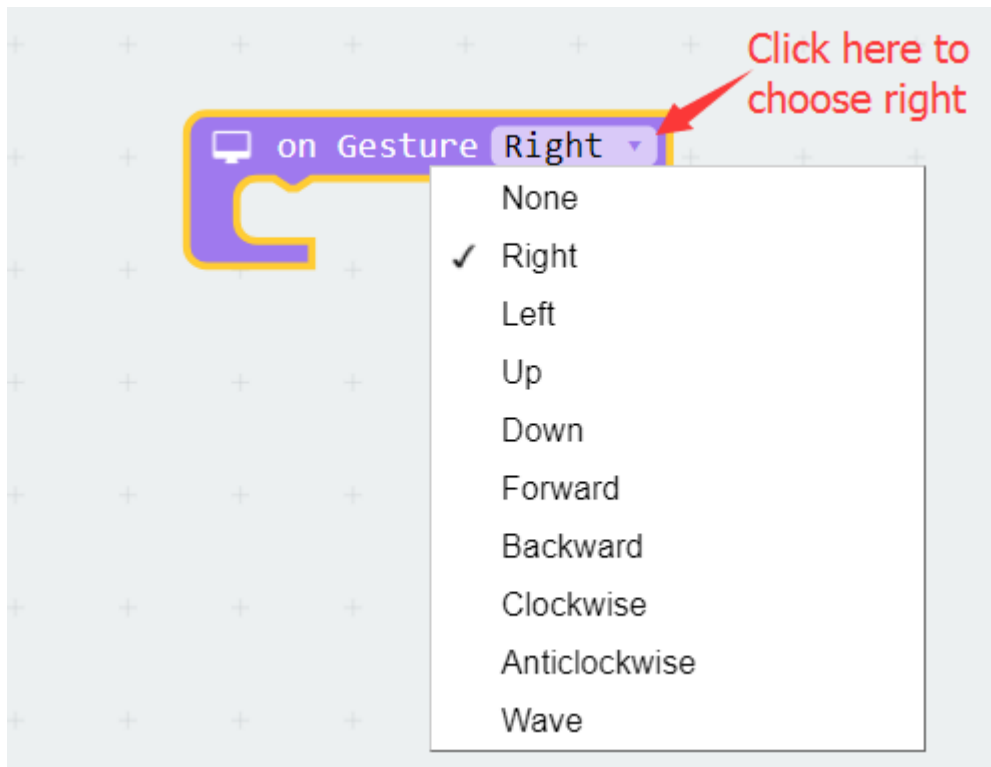 Click here to
choose right
on Gesture Right
None
Right
Left
Up
Down
Forward
Backward
Clockwise
Anticlockwise
Wave